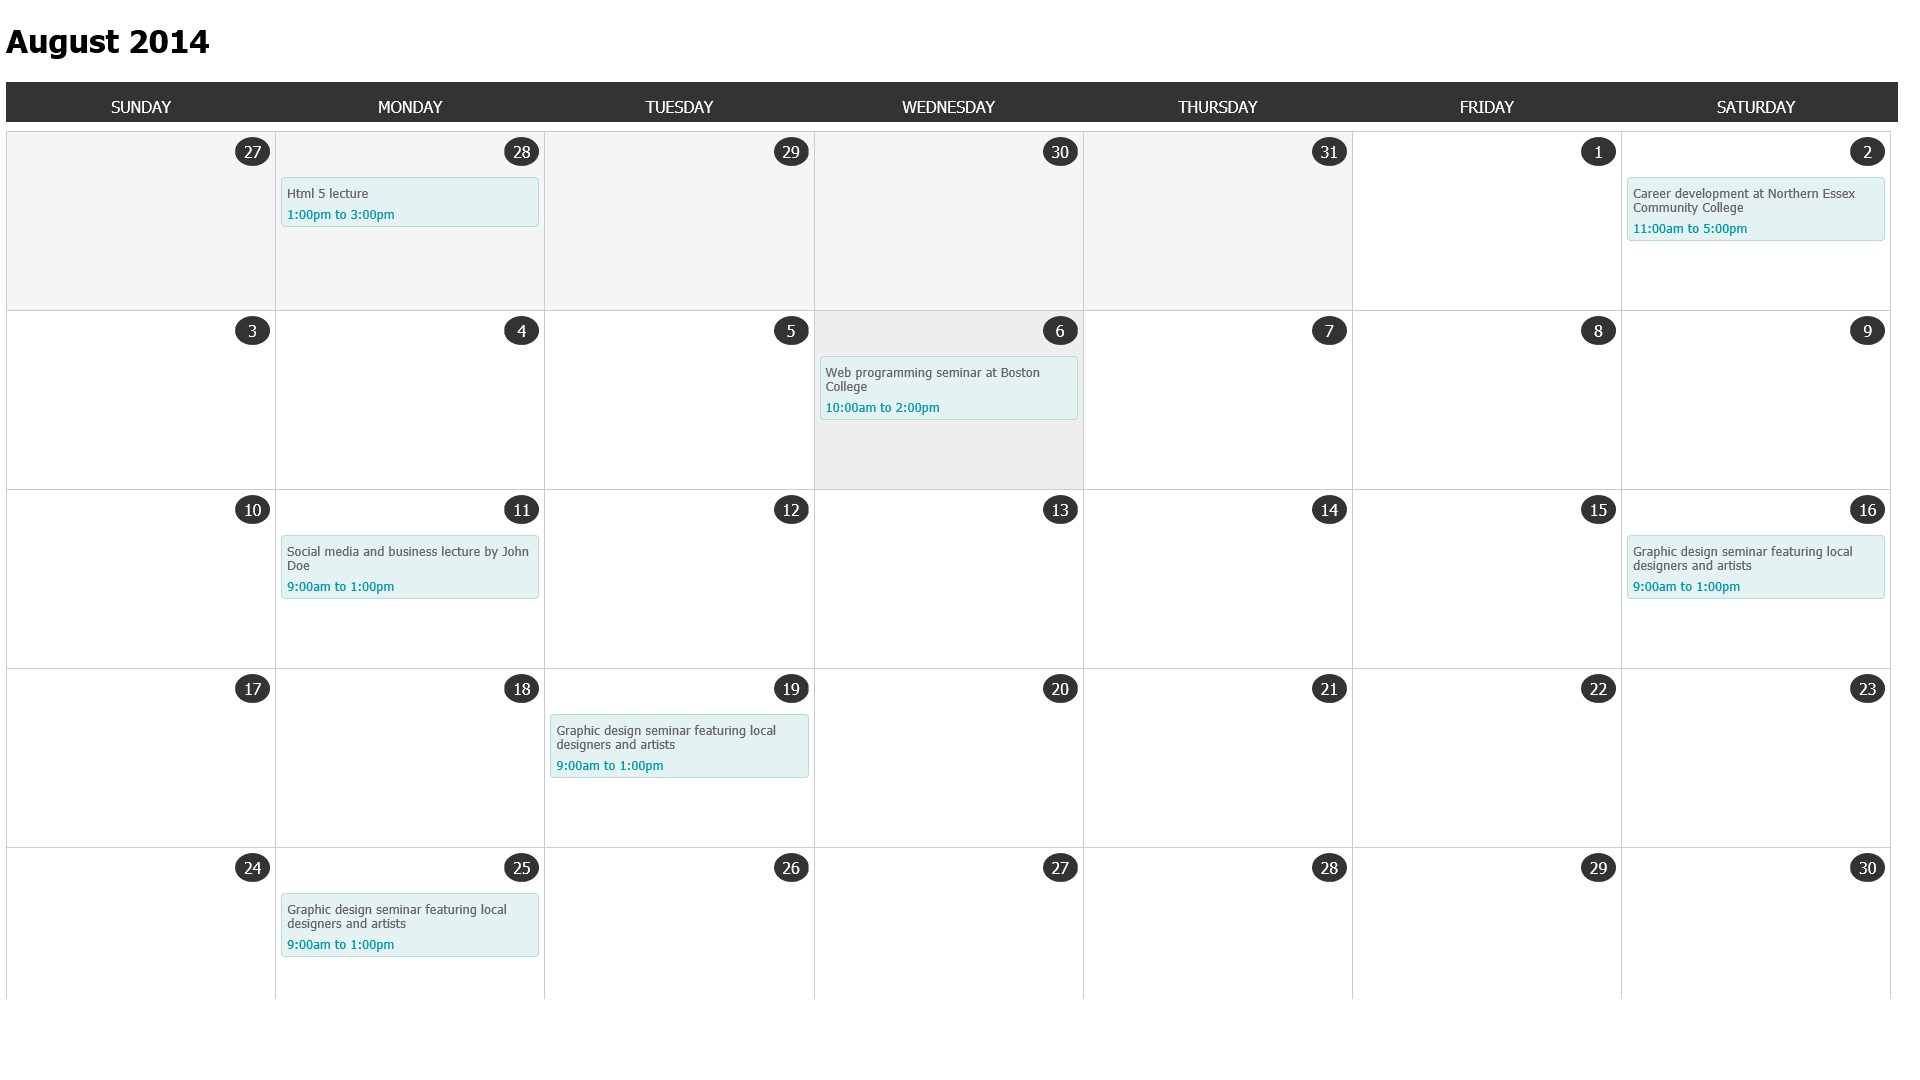 August 2014
SUNDAY MONDAY TUESDAY WEDNESDAY THURSDAY FRIDAY SATURDAY
27
28
Html 5 lecture
1:00pm to 3:00pm
29
30
31
1
2
Career development at Northern Essex
Community College
11:00am to 5:00pm
3
4
5
6
Web programming seminar at Boston
College
10:00am to 2:00pm
7
8
9
10
11
Social media and business lecture by John
Doe
9:00am to 1:00pm
12
13
14
15
16
Graphic design seminar featuring local
designers and artists
9:00am to 1:00pm
17
18
19
Graphic design seminar featuring local
designers and artists
9:00am to 1:00pm
20
21
22
23
24
25
Graphic design seminar featuring local
designers and artists
9:00am to 1:00pm
26
27
28
29
30